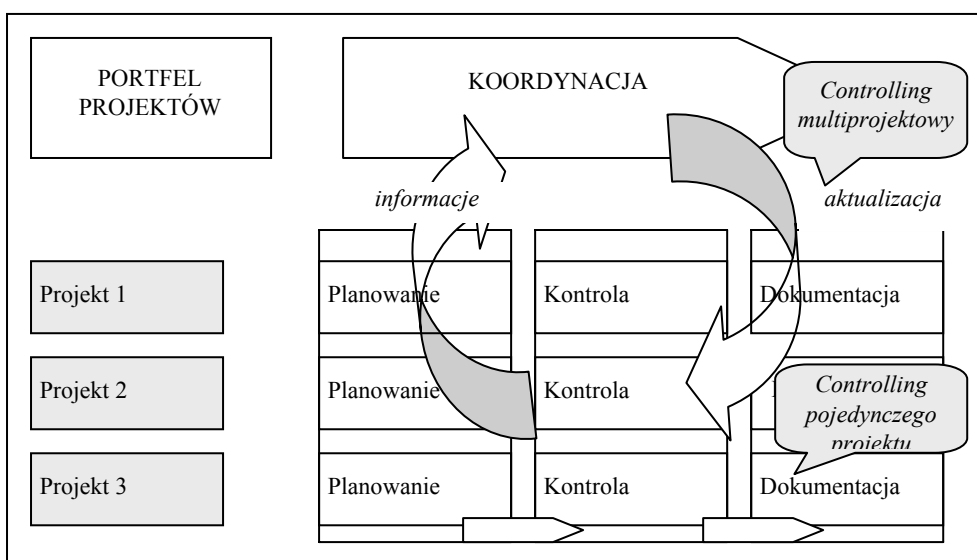 PORTFEL
PROJEKTÓW
KOORDYNACJA
Controlling
multiprojektowy
informacje
aktualizacja
Projekt 1
Planowanie
Kontrola
Dokumentacja
Projekt 2
Planowanie
Kontrola
Controlling
pojedynczego
projektu
Projekt 3
Planowanie
Kontrola
Dokumentacja